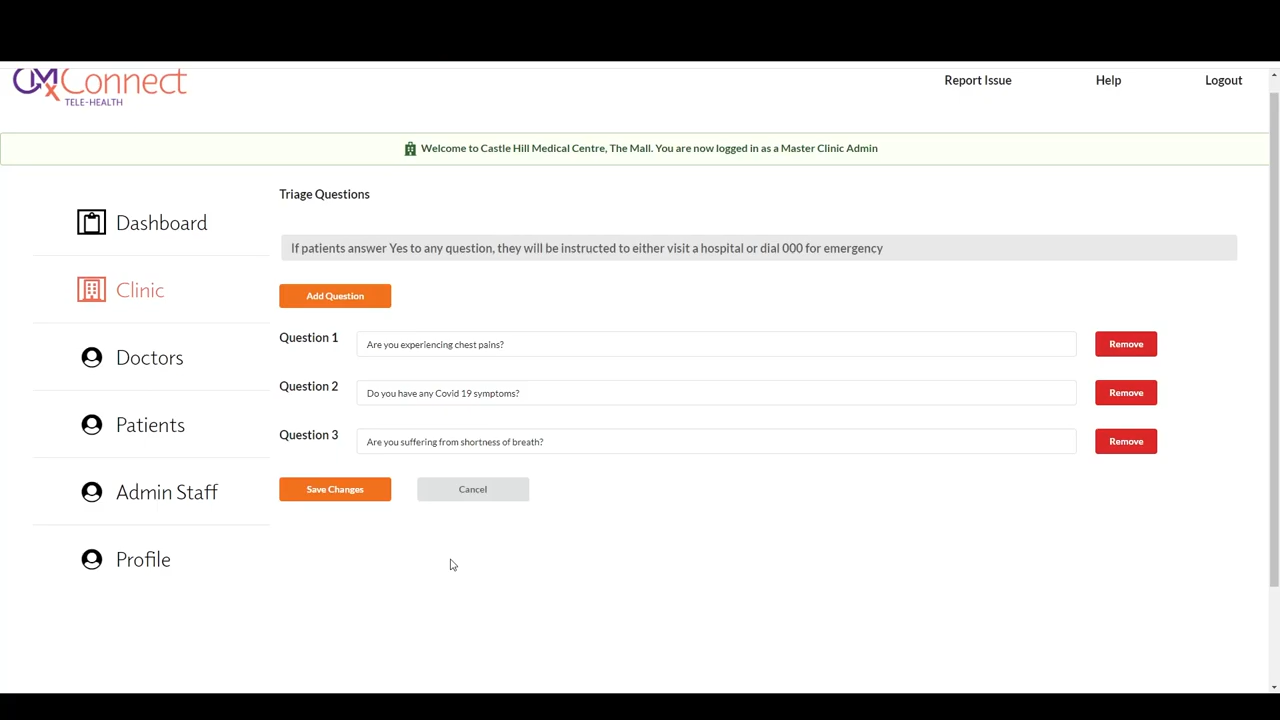 Connect
TELE-HEALTH
Report Issue
Help
Logout
Welcome to Castle Hill Medical Centre, The Mall. You are now logged in as a Master Clinic Admin
Dashboard
Clinic
Doctors
Patients
Admin Staff
Profile
Triage Questions
If patients answer Yes to any question, they will be instructed to either visit a hospital or dial 000 for emergency
Add Question
Question 1
Are you experiencing chest pains?
Remove
Question 2
Do you have any Covid 19 symptoms?
Remove
Question 3
Are you suffering from shortness of breath?
Remove
Save Changes
Cancel